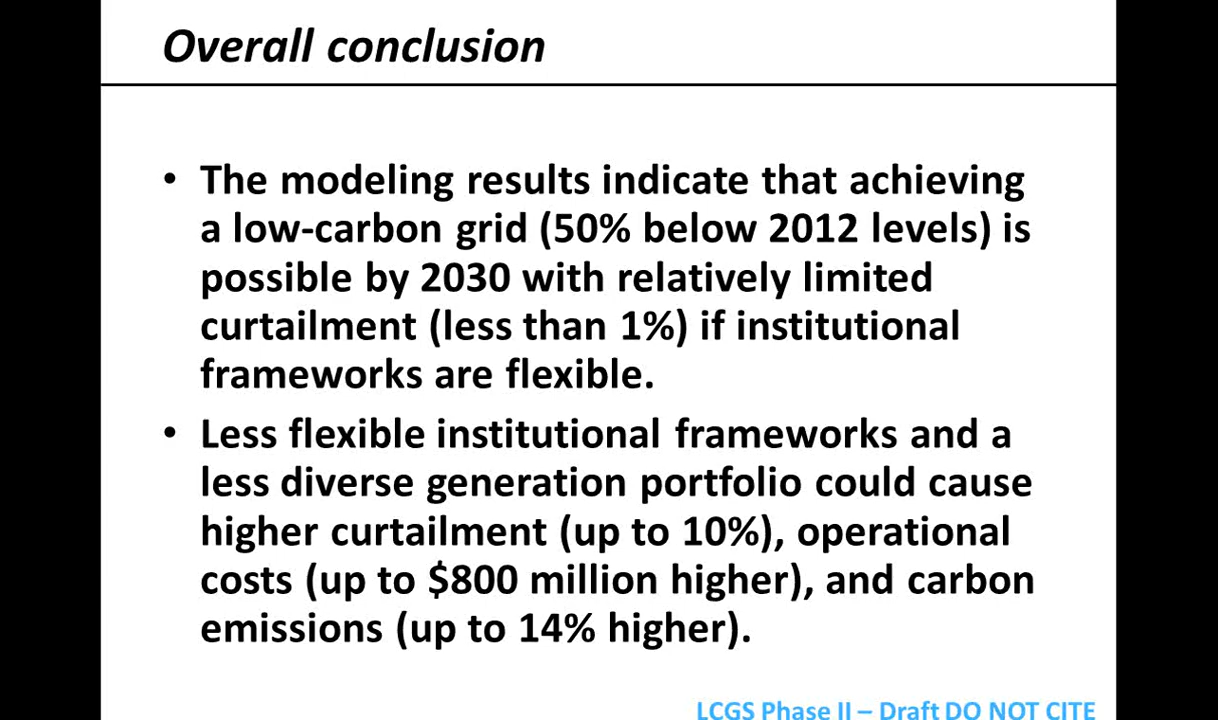 Overall conclusion
• The modeling results indicate that achieving
a low-carbon grid (50% below 2012 levels) is
possible by 2030 with relatively limited
curtailment (less than 1%) if institutional
frameworks are flexible.
• Less flexible institutional frameworks and a
less diverse generation portfolio could cause
higher curtailment (up to 10%), operational
costs (up to $800 million higher), and carbon
emissions (up to 14% higher).
LCGS Phase II – Draft DO NOT CITE